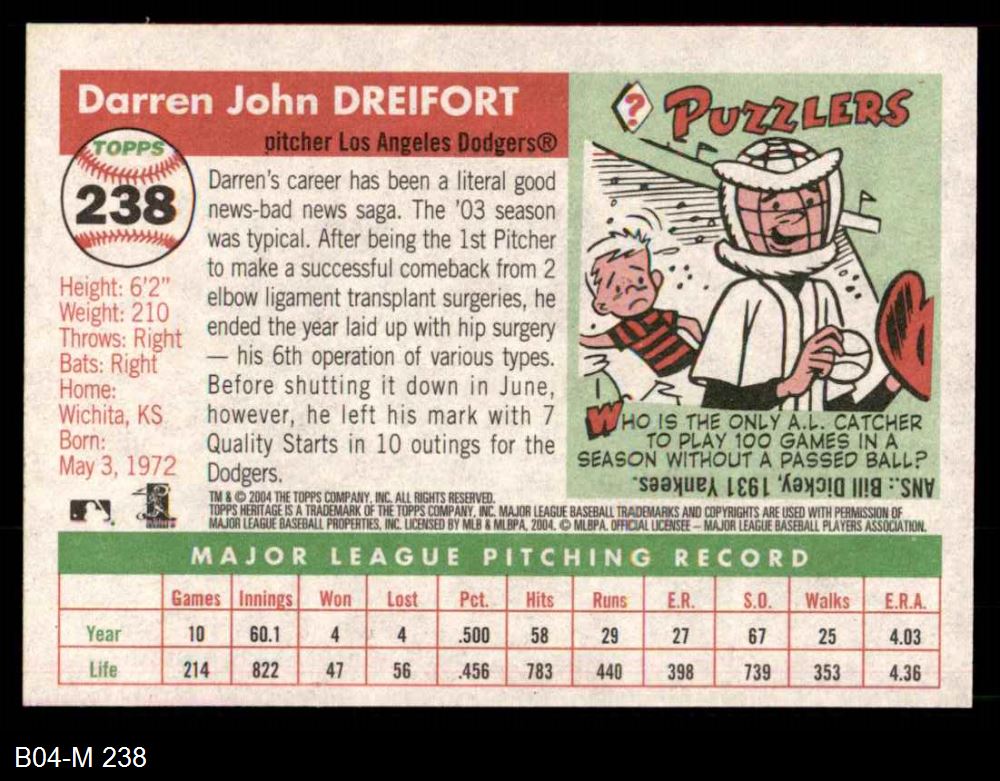 Darren John DREIFORT
pitcher Los Angeles Dodgers®
TOPPS
238
Height: 6'2"
Weight: 210
Throws: Right
Bats: Right
Home:
Wichita, KS
Born:
May 3, 1972
Darren's career has been a literal good
news-bad news saga. The '03 season
was typical. After being the 1st Pitcher
to make a successful comeback from 2
elbow ligament transplant surgeries, he
ended the year laid up with hip surgery
— his 6th operation of various types.
Before shutting it down in June,
however, he left his mark with 7
Quality Starts in 10 outings for the
Dodgers.
? PUZZLERS
WHO IS THE ONLY A.L. CATCHER
TO PLAY 100 GAMES IN A
SEASON WITHOUT A PASSED BALL?
ANS.: Bill Dickey, 1931 Yankees.
TM & © 2004 THE TOPPS COMPANY, INC. ALL RIGHTS RESERVED.
TOPPS HERITAGE IS A TRADEMARK OF THE TOPPS COMPANY, INC. MAJOR LEAGUE BASEBALL TRADEMARKS AND COPYRIGHTS ARE USED WITH PERMISSION OF
MAJOR LEAGUE BASEBALL PROPERTIES, INC. LICENSED BY MLB & MLBPA, 2004. © MLBPA. OFFICIAL LICENSEE – MAJOR LEAGUE BASEBALL PLAYERS ASSOCIATION.
MAJOR LEAGUE PITCHING RECORD
Games Innings Won Lost Pct. Hits Runs E.R. S.O. Walks E.R.A.
Year 10 60.1 4 4 .500 58 29 27 67 25 4.03
Life 214 822 47 56 .456 783 440 398 739 353 4.36
B04-M 238